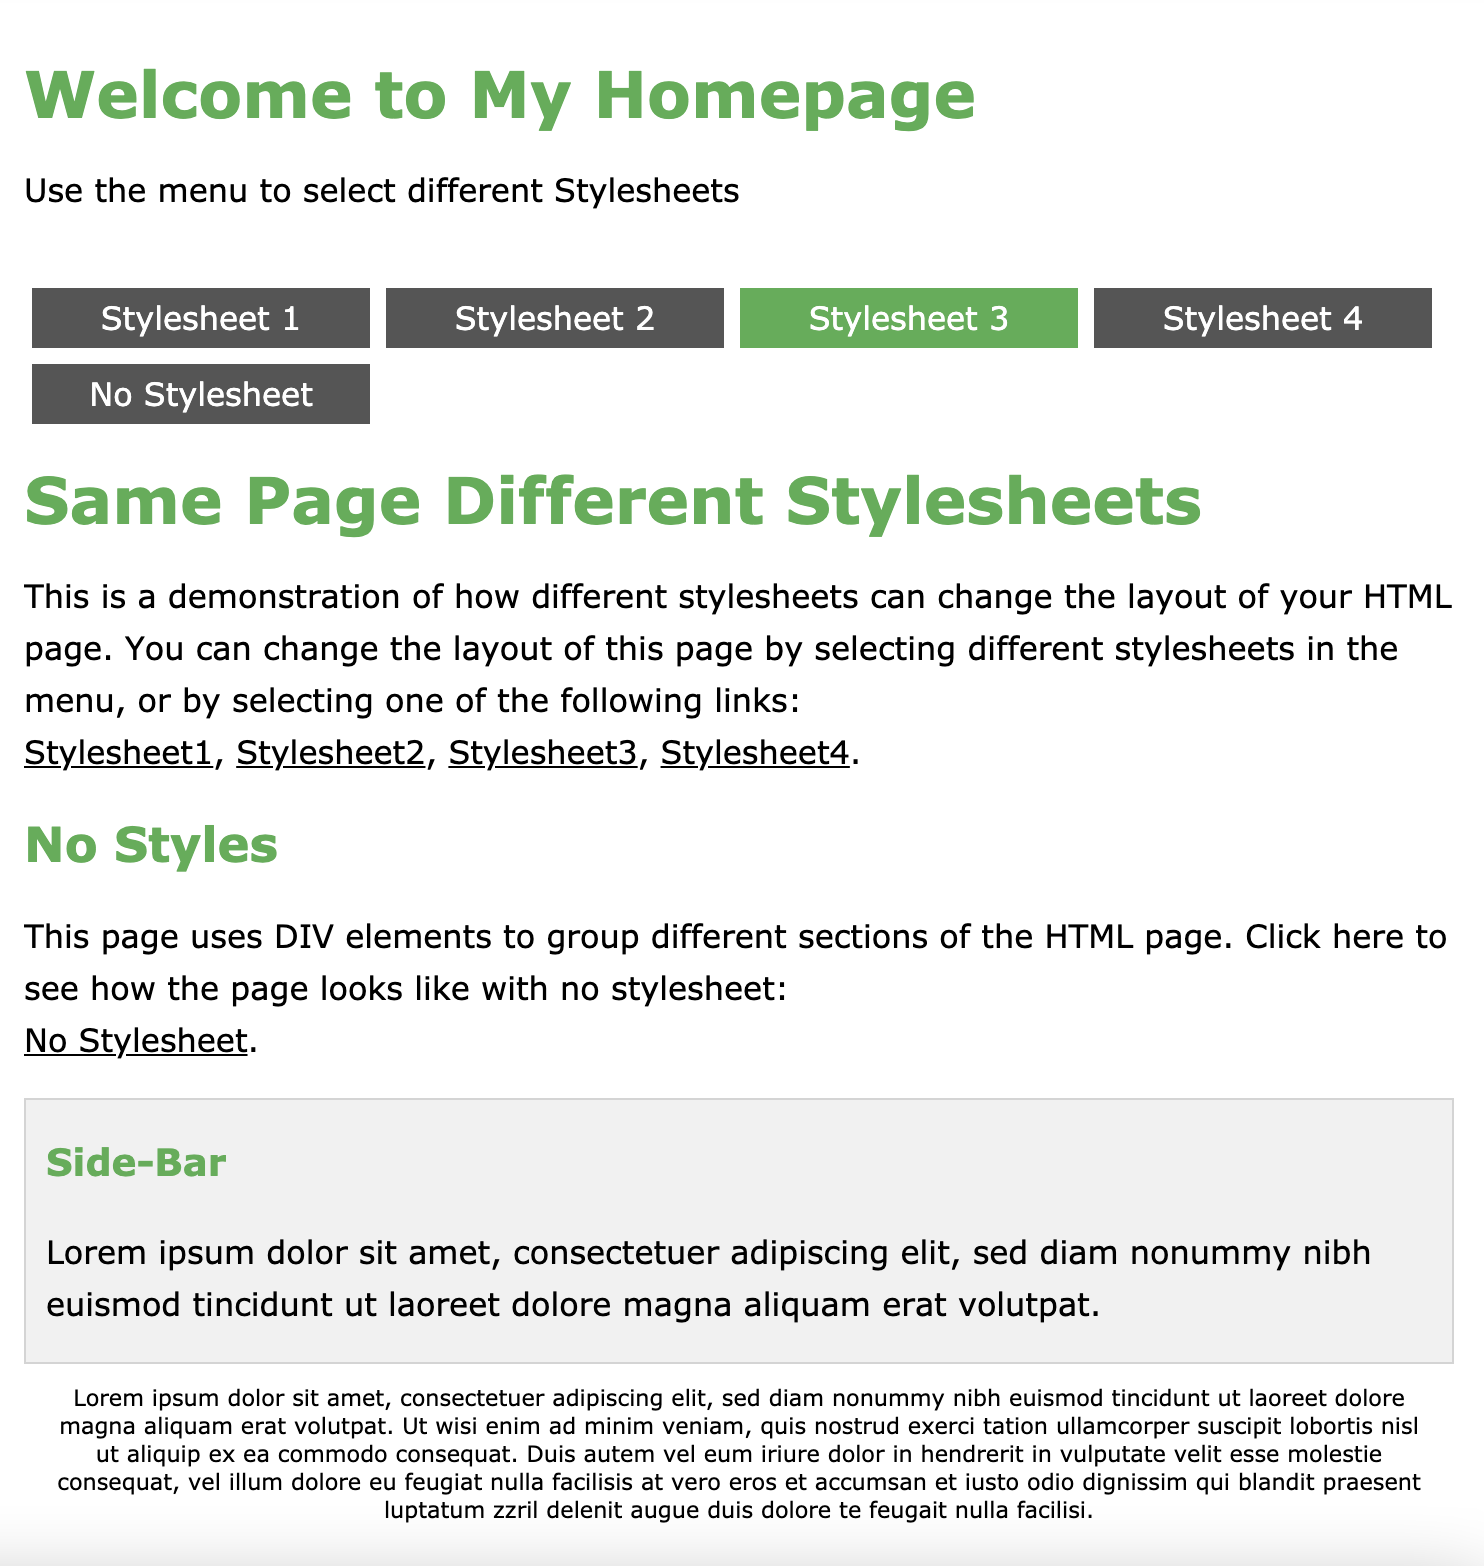 Welcome to My Homepage
Use the menu to select different Stylesheets
Stylesheet 1
Stylesheet 2
Stylesheet 3
Stylesheet 4
No Stylesheet
Same Page Different Stylesheets
This is a demonstration of how different stylesheets can change the layout of your HTML
page. You can change the layout of this page by selecting different stylesheets in the
menu, or by selecting one of the following links:
Stylesheet1, Stylesheet2, Stylesheet3, Stylesheet4.
No Styles
This page uses DIV elements to group different sections of the HTML page. Click here to
see how the page looks like with no stylesheet:
No Stylesheet.
Side-Bar
Lorem ipsum dolor sit amet, consectetuer adipiscing elit, sed diam nonummy nibh
euismod tincidunt ut laoreet dolore magna aliquam erat volutpat.
Lorem ipsum dolor sit amet, consectetuer adipiscing elit, sed diam nonummy nibh euismod tincidunt ut laoreet dolore
magna aliquam erat volutpat. Ut wisi enim ad minim veniam, quis nostrud exerci tation ullamcorper suscipit lobortis nisl
ut aliquip ex ea commodo consequat. Duis autem vel eum iriure dolor in hendrerit in vulputate velit esse molestie
consequat, vel illum dolore eu feugiat nulla facilisis at vero eros et accumsan et iusto odio dignissim qui blandit praesent
luptatum zzril delenit augue duis dolore te feugait nulla facilisi.